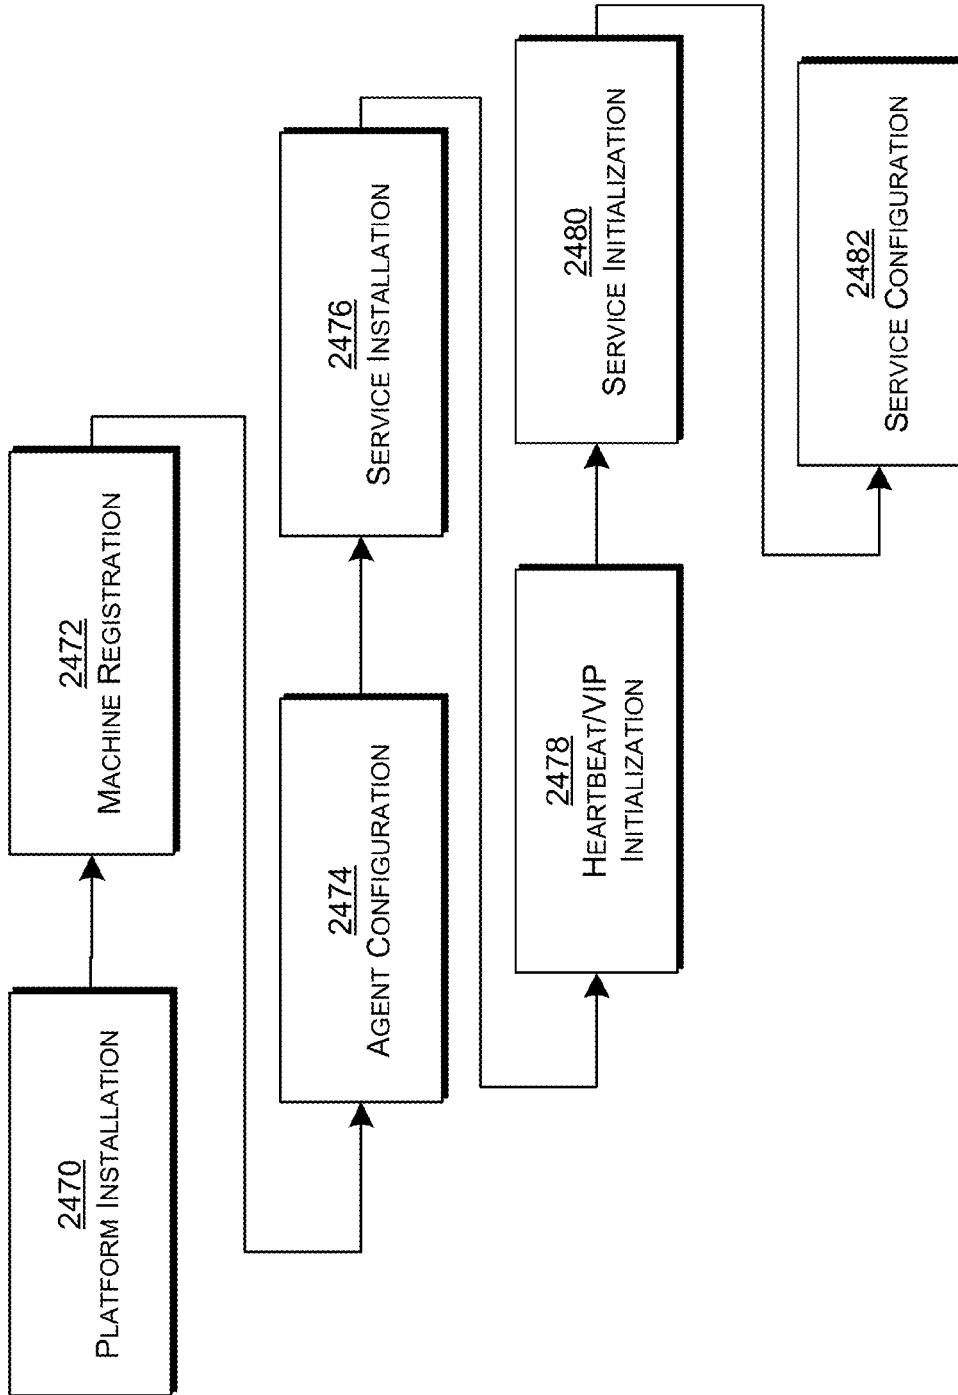 2470
PLATFORM INSTALLATION
2472
MACHINE REGISTRATION
2474
AGENT CONFIGURATION
2476
SERVICE INSTALLATION
2478
HEARTBEAT/VIP
INITIALIZATION
2480
SERVICE INITIALIZATION
2482
SERVICE CONFIGURATION